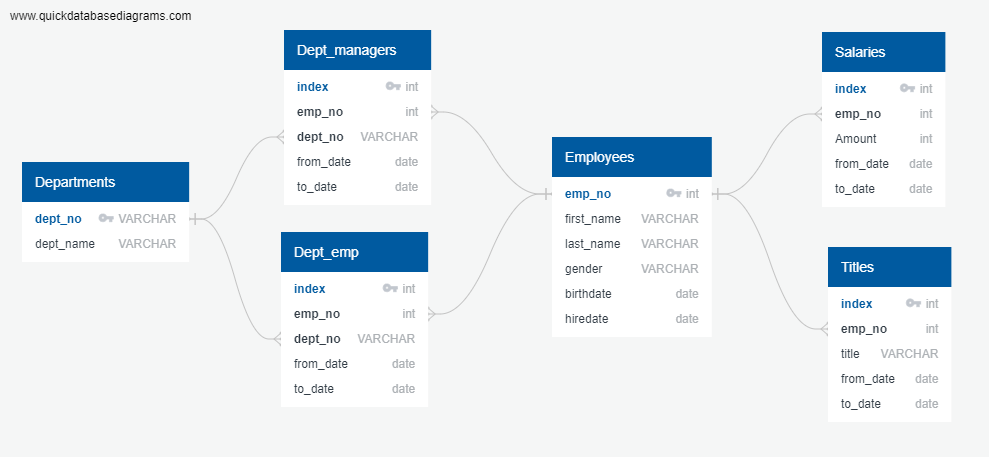 www.quickdatabasediagrams.com
Departments
dept_no VARCHAR
dept_name VARCHAR
Dept_managers
index int
emp_no int
dept_no VARCHAR
from_date date
to_date date
Dept_emp
index int
emp_no int
dept_no VARCHAR
from_date date
to_date date
Employees
emp_no int
first_name VARCHAR
last_name VARCHAR
gender VARCHAR
birthdate date
hiredate date
Salaries
index int
emp_no int
Amount int
from_date date
to_date date
Titles
index int
emp_no int
title VARCHAR
from_date date
to_date date